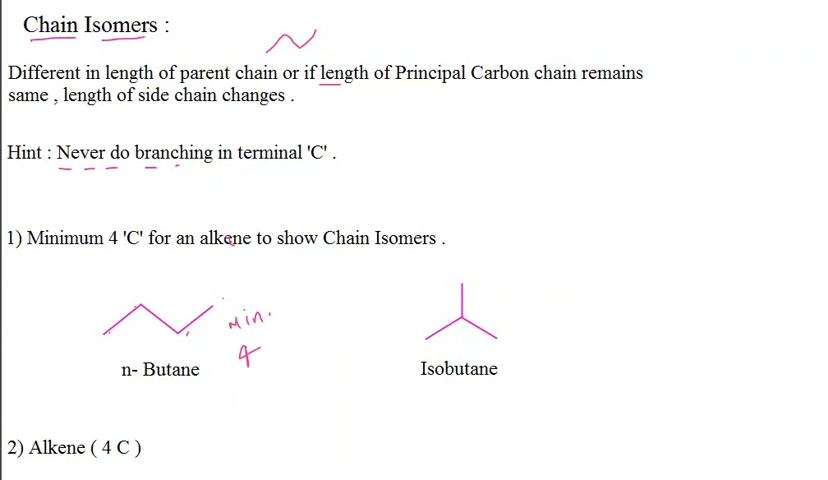 Chain Isomers :
Different in length of parent chain or if length of Principal Carbon chain remains
same , length of side chain changes .
Hint : Never do branching in terminal 'C' .
1) Minimum 4 'C' for an alkane to show Chain Isomers .
Min.
4
n- Butane
Isobutane
2) Alkene ( 4 C )